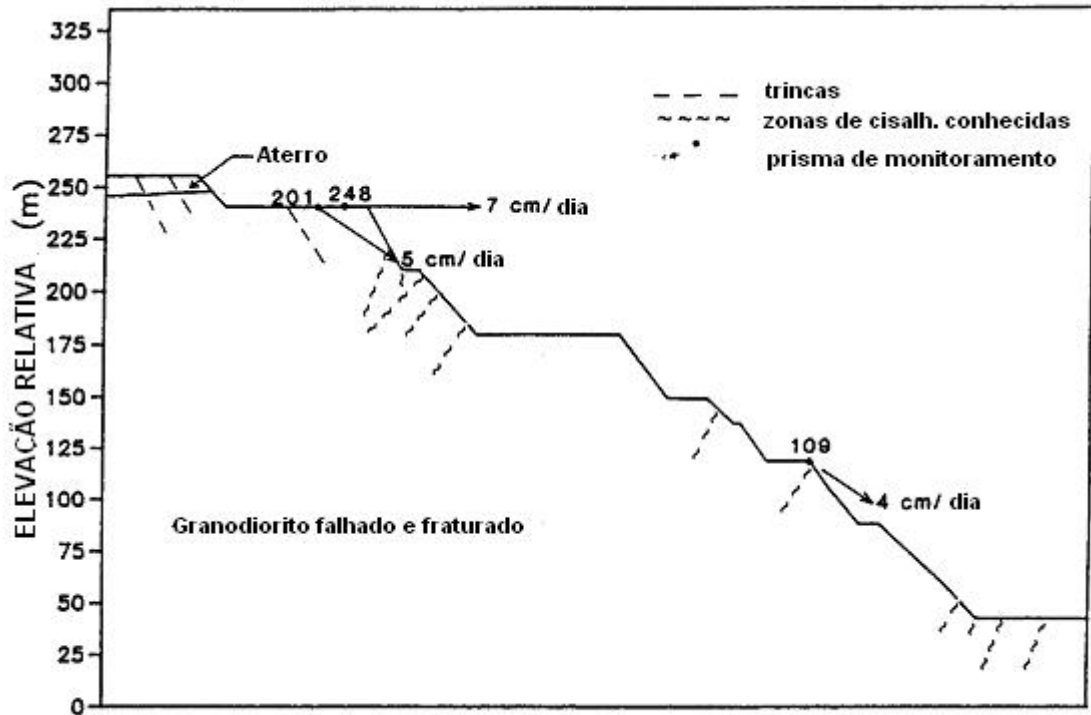 325
300
275
250
225
200
175
150
125
100
75
50
25
0
ELEVAÇÃO RELATIVA (m)
trincas
zonas de cisalh. conhecidas
prisma de monitoramento
Aterro
201 248
7 cm/ dia
5 cm/ dia
109
4 cm/ dia
Granodiorito falhado e fraturado